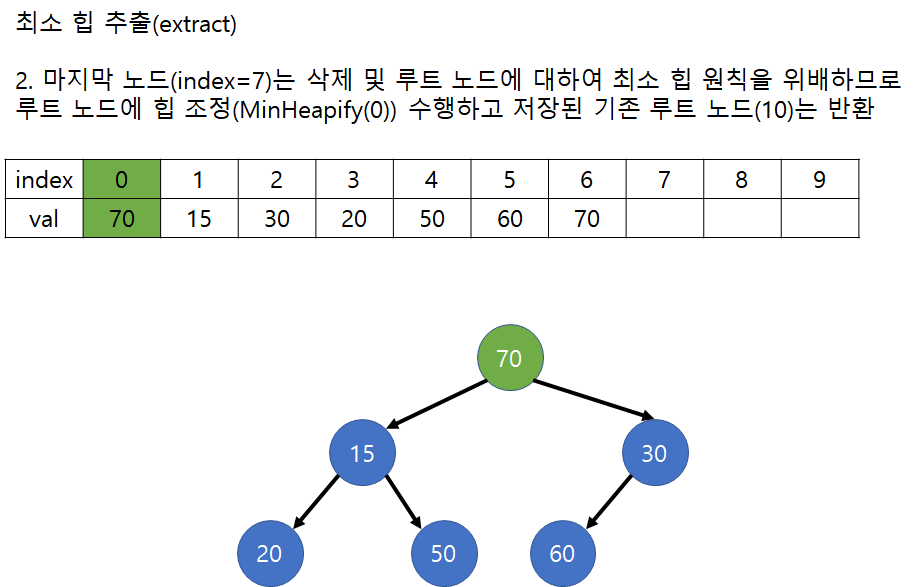 최소 힙 추출(extract)
2. 마지막 노드(index=7)는 삭제 및 루트 노드에 대하여 최소 힙 원칙을 위배하므로
루트 노드에 힙 조정(MinHeapify(0)) 수행하고 저장된 기존 루트 노드(10)는 반환
index 0 1 2 3 4 5 6 7 8 9
val 70 15 30 20 50 60 70
70
15 30
20 50 60